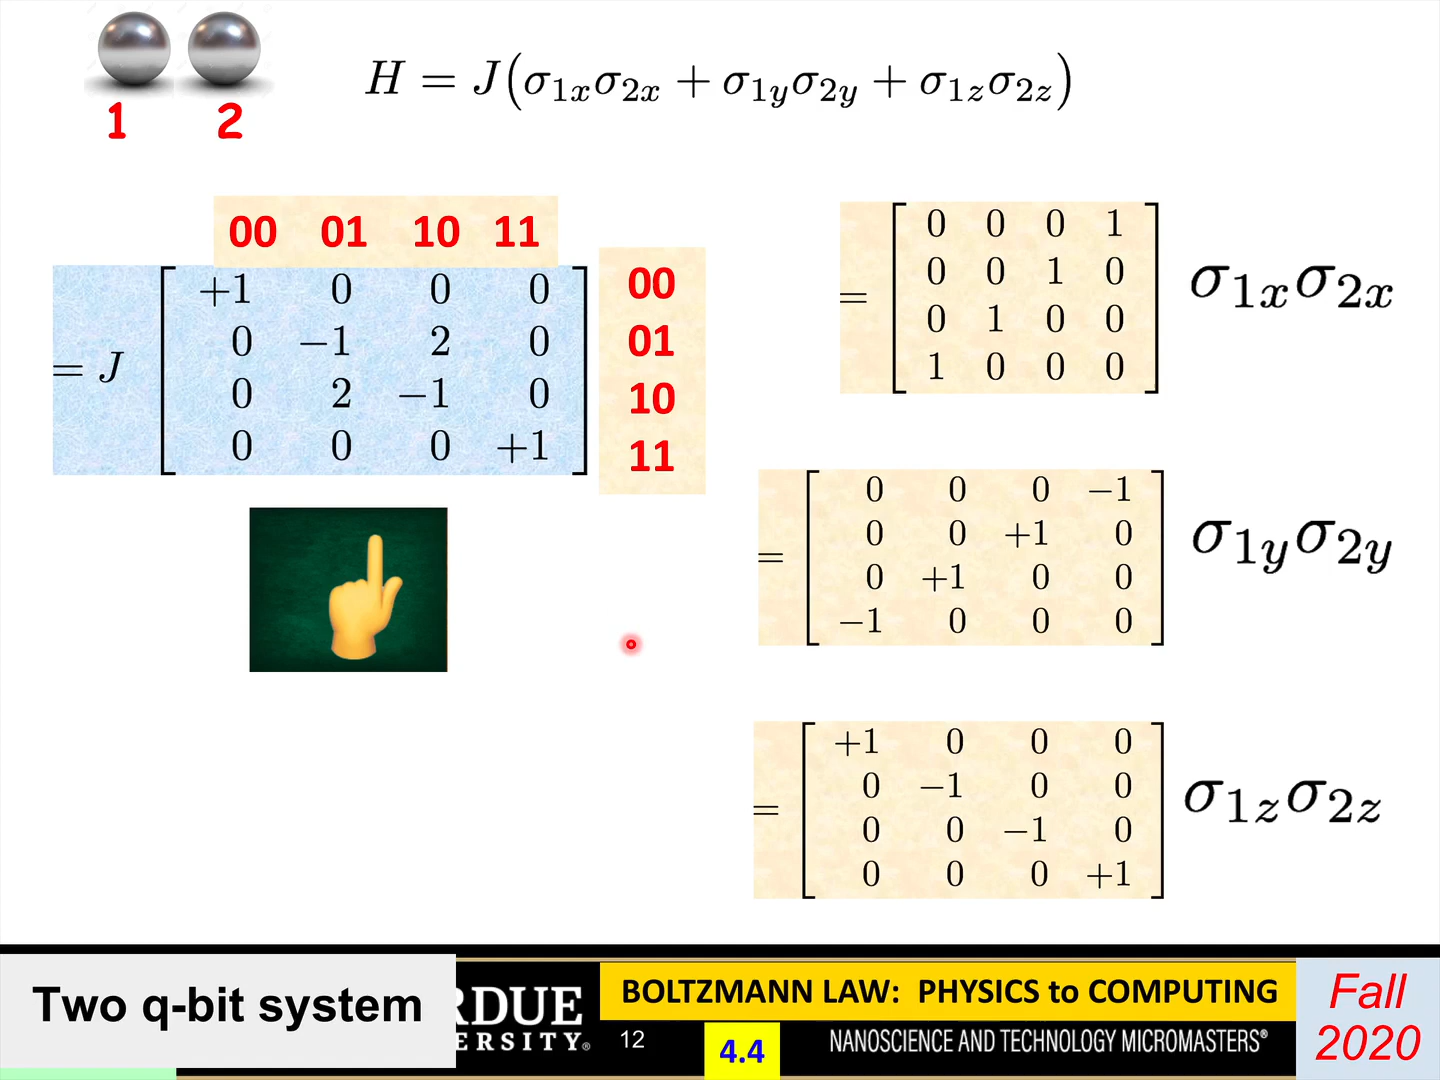 1 2
H = J(σ1xσ2x + σ1yσ2y + σ1zσ2z)
00 01 10 11
= J
+1 0 0 0
0 −1 2 0
0 2 −1 0
0 0 0 +1
00
01
10
11
=
0 0 0 1
0 0 1 0
0 1 0 0
1 0 0 0
σ1xσ2x
=
0 0 0 −1
0 0 +1 0
0 +1 0 0
−1 0 0 0
σ1yσ2y
=
+1 0 0 0
0 −1 0 0
0 0 −1 0
0 0 0 +1
σ1zσ2z
Two q-bit system
RDUE
ERSITY®
12
BOLTZMANN LAW: PHYSICS to COMPUTING
4.4
NANOSCIENCE AND TECHNOLOGY MICROMASTERS®
Fall
2020